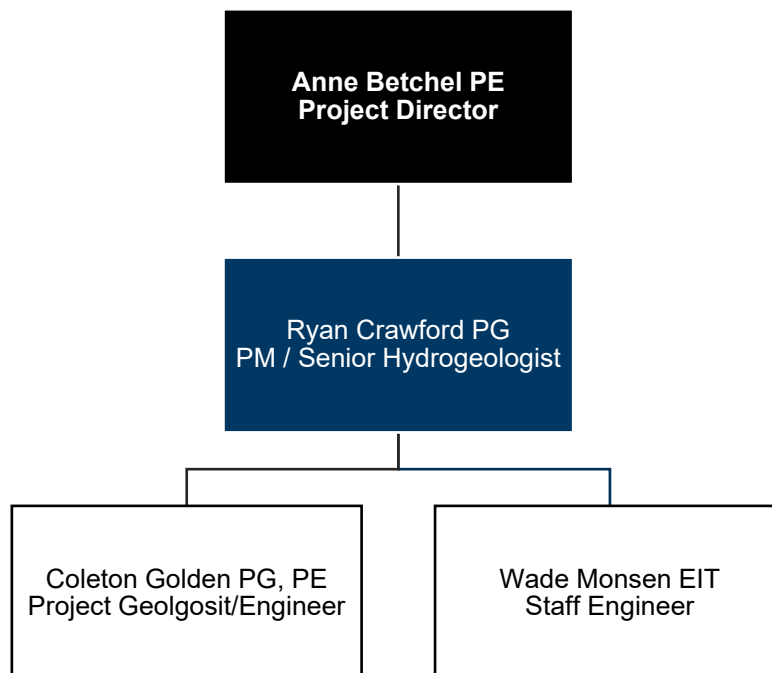 Anne Betchel PE
Project Director
Ryan Crawford PG
PM / Senior Hydrogeologist
Coleton Golden PG, PE
Project Geolgosit/Engineer
Wade Monsen EIT
Staff Engineer